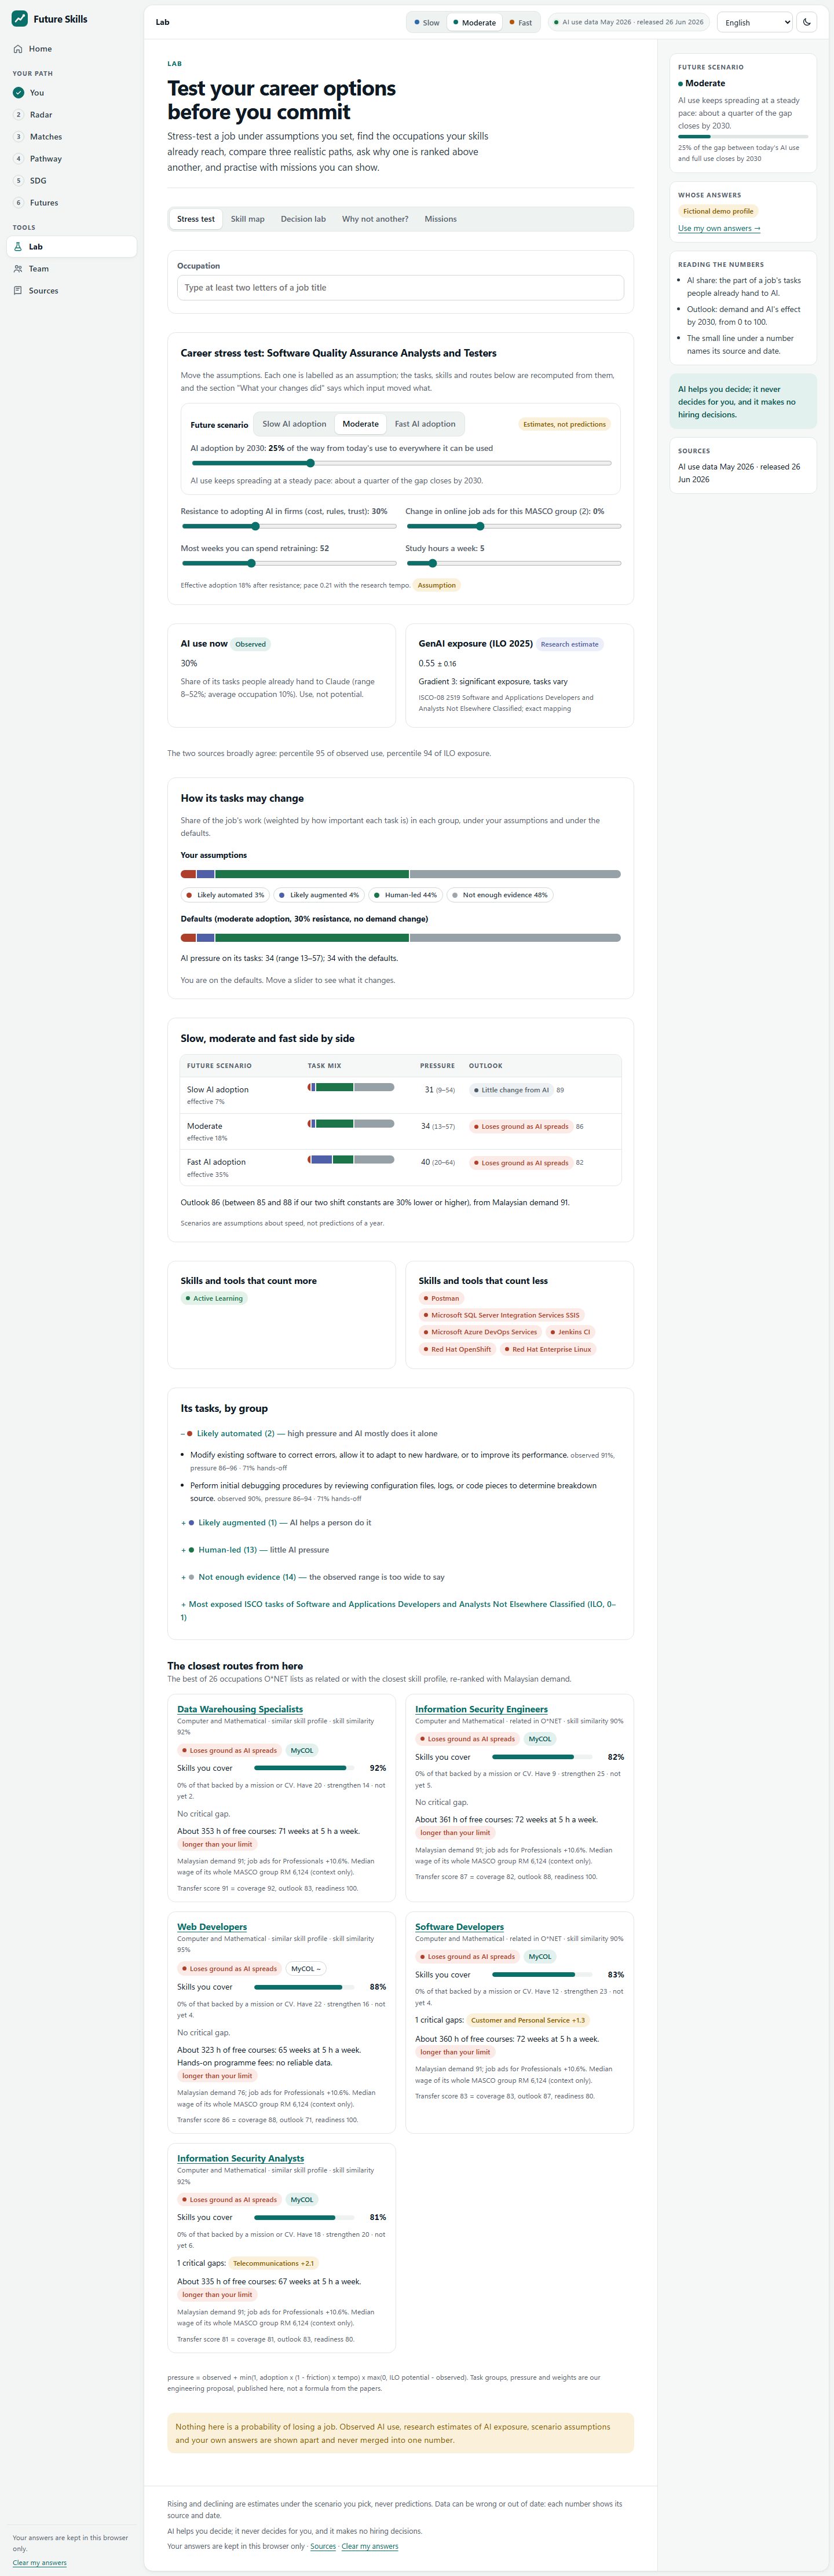 Future Skills
Home
YOUR PATH
You
2 Radar
3 Matches
4 Pathway
5 SDG
6 Futures
TOOLS
Lab
Team
Sources
Your answers are kept in this browser
only.
Clear my answers
Lab
Slow
Moderate
Fast
AI use data May 2026 · released 26 Jun 2026
English
LAB
Test your career options
before you commit
Stress-test a job under assumptions you set, find the occupations your skills
already reach, compare three realistic paths, ask why one is ranked above
another, and practise with missions you can show.
Stress test
Skill map
Decision lab
Why not another?
Missions
Occupation
Type at least two letters of a job title
Career stress test: Software Quality Assurance Analysts and Testers
Move the assumptions. Each one is labelled as an assumption; the tasks, skills and routes below are recomputed from them,
and the section "What your changes did" says which input moved what.
Future scenario
Slow AI adoption
Moderate
Fast AI adoption
Estimates, not predictions
AI adoption by 2030: 25% of the way from today's use to everywhere it can be used
AI use keeps spreading at a steady pace: about a quarter of the gap closes by 2030.
Resistance to adopting AI in firms (cost, rules, trust): 30%
Change in online job ads for this MASCO group (2): 0%
Most weeks you can spend retraining: 52
Study hours a week: 5
Effective adoption 18% after resistance; pace 0.21 with the research tempo. Assumption
AI use now Observed
30%
Share of its tasks people already hand to Claude (range
8–52%; average occupation 10%). Use, not potential.
GenAI exposure (ILO 2025) Research estimate
0.55 ± 0.16
Gradient 3: significant exposure, tasks vary
ISCO-08 2519 Software and Applications Developers and
Analysts Not Elsewhere Classified; exact mapping
The two sources broadly agree: percentile 95 of observed use, percentile 94 of ILO exposure.
How its tasks may change
Share of the job's work (weighted by how important each task is) in each group, under your assumptions and under the
defaults.
Your assumptions
Likely automated 3%
Likely augmented 4%
Human-led 44%
Not enough evidence 48%
Defaults (moderate adoption, 30% resistance, no demand change)
AI pressure on its tasks: 34 (range 13–57); 34 with the defaults.
You are on the defaults. Move a slider to see what it changes.
Slow, moderate and fast side by side
FUTURE SCENARIO TASK MIX PRESSURE OUTLOOK
Slow AI adoption 31 (9–54) Little change from AI 89
effective 7%
Moderate 34 (13–57) Loses ground as AI spreads 86
effective 18%
Fast AI adoption 40 (20–64) Loses ground as AI spreads 82
effective 35%
Outlook 86 (between 85 and 88 if our two shift constants are 30% lower or higher), from Malaysian demand 91.
Scenarios are assumptions about speed, not predictions of a year.
Skills and tools that count more
Active Learning
Skills and tools that count less
Postman
Microsoft SQL Server Integration Services SSIS
Microsoft Azure DevOps Services
Jenkins CI
Red Hat OpenShift
Red Hat Enterprise Linux
Its tasks, by group
– Likely automated (2) — high pressure and AI mostly does it alone
Modify existing software to correct errors, allow it to adapt to new hardware, or to improve its performance. observed 91%,
pressure 86–96 · 71% hands-off
Perform initial debugging procedures by reviewing configuration files, logs, or code pieces to determine breakdown
source. observed 90%, pressure 86–94 · 71% hands-off
+ Likely augmented (1) — AI helps a person do it
+ Human-led (13) — little AI pressure
+ Not enough evidence (14) — the observed range is too wide to say
+ Most exposed ISCO tasks of Software and Applications Developers and Analysts Not Elsewhere Classified (ILO, 0–
1)
The closest routes from here
The best of 26 occupations O*NET lists as related or with the closest skill profile, re-ranked with Malaysian demand.
Data Warehousing Specialists
Computer and Mathematical · similar skill profile · skill similarity
92%
Loses ground as AI spreads MyCOL
Skills you cover 92%
0% of that backed by a mission or CV. Have 20 · strengthen 14 · not
yet 2.
No critical gap.
About 353 h of free courses: 71 weeks at 5 h a week.
longer than your limit
Malaysian demand 91; job ads for Professionals +10.6%. Median
wage of its whole MASCO group RM 6,124 (context only).
Transfer score 91 = coverage 92, outlook 83, readiness 100.
Information Security Engineers
Computer and Mathematical · related in O*NET · skill similarity 90%
Loses ground as AI spreads MyCOL
Skills you cover 82%
0% of that backed by a mission or CV. Have 9 · strengthen 25 · not
yet 5.
No critical gap.
About 361 h of free courses: 72 weeks at 5 h a week.
longer than your limit
Malaysian demand 91; job ads for Professionals +10.6%. Median
wage of its whole MASCO group RM 6,124 (context only).
Transfer score 87 = coverage 82, outlook 88, readiness 100.
Web Developers
Computer and Mathematical · similar skill profile · skill similarity
95%
Loses ground as AI spreads MyCOL ~
Skills you cover 88%
0% of that backed by a mission or CV. Have 22 · strengthen 16 · not
yet 4.
No critical gap.
About 323 h of free courses: 65 weeks at 5 h a week.
Hands-on programme fees: no reliable data.
longer than your limit
Malaysian demand 76; job ads for Professionals +10.6%. Median
wage of its whole MASCO group RM 6,124 (context only).
Transfer score 86 = coverage 88, outlook 71, readiness 100.
Software Developers
Computer and Mathematical · related in O*NET · skill similarity 90%
Loses ground as AI spreads MyCOL
Skills you cover 83%
0% of that backed by a mission or CV. Have 12 · strengthen 23 · not
yet 4.
1 critical gaps: Customer and Personal Service +1.3
About 360 h of free courses: 72 weeks at 5 h a week.
longer than your limit
Malaysian demand 91; job ads for Professionals +10.6%. Median
wage of its whole MASCO group RM 6,124 (context only).
Transfer score 83 = coverage 83, outlook 87, readiness 80.
Information Security Analysts
Computer and Mathematical · similar skill profile · skill similarity
92%
Loses ground as AI spreads MyCOL
Skills you cover 81%
0% of that backed by a mission or CV. Have 18 · strengthen 20 · not
yet 6.
1 critical gaps: Telecommunications +2.1
About 335 h of free courses: 67 weeks at 5 h a week.
longer than your limit
Malaysian demand 91; job ads for Professionals +10.6%. Median
wage of its whole MASCO group RM 6,124 (context only).
Transfer score 81 = coverage 81, outlook 83, readiness 80.
pressure = observed + min(1, adoption x (1 - friction) x tempo) x max(0, ILO potential - observed). Task groups, pressure and weights are our
engineering proposal, published here, not a formula from the papers.
Nothing here is a probability of losing a job. Observed AI use, research estimates of AI exposure, scenario assumptions
and your own answers are shown apart and never merged into one number.
Rising and declining are estimates under the scenario you pick, never predictions. Data can be wrong or out of date: each number shows its
source and date.
AI helps you decide; it never decides for you, and it makes no hiring decisions.
Your answers are kept in this browser only · Sources · Clear my answers
FUTURE SCENARIO
Moderate
AI use keeps spreading at a steady
pace: about a quarter of the gap
closes by 2030.
25% of the gap between today's AI use
and full use closes by 2030
WHOSE ANSWERS
Fictional demo profile
Use my own answers →
READING THE NUMBERS
AI share: the part of a job's tasks
people already hand to AI.
Outlook: demand and AI's effect
by 2030, from 0 to 100.
The small line under a number
names its source and date.
AI helps you decide; it never
decides for you, and it makes no
hiring decisions.
SOURCES
AI use data May 2026 · released 26
Jun 2026